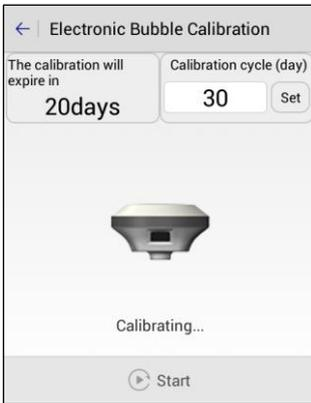 Electronic Bubble Calibration
The calibration will
expire in
20days
Calibration cycle (day)
30
Set
Calibrating...
Start